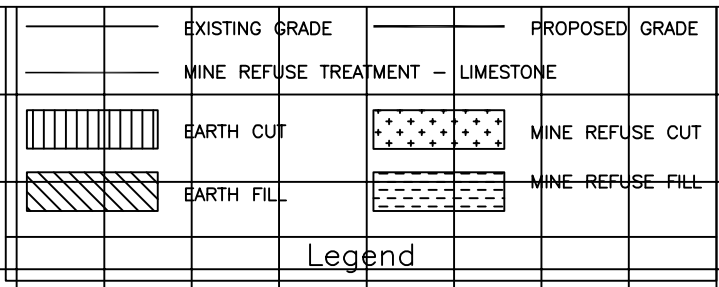 EXISTING GRADE
PROPOSED GRADE
MINE REFUSE TREATMENT – LIMESTONE
EARTH CUT
MINE REFUSE CUT
EARTH FILL
MINE REFUSE FILL
Legend